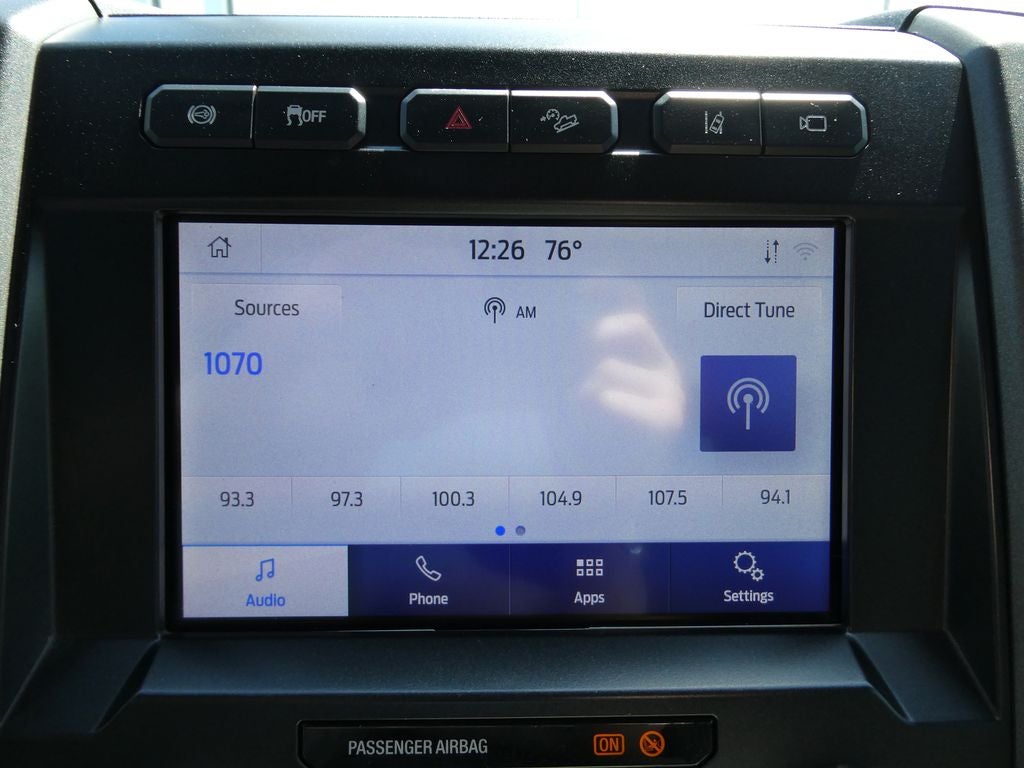 OFF
12:26 76°
Sources AM Direct Tune
1070
93.3 97.3 100.3 104.9 107.5 94.1
Audio Phone Apps Settings
PASSENGER AIRBAG ON